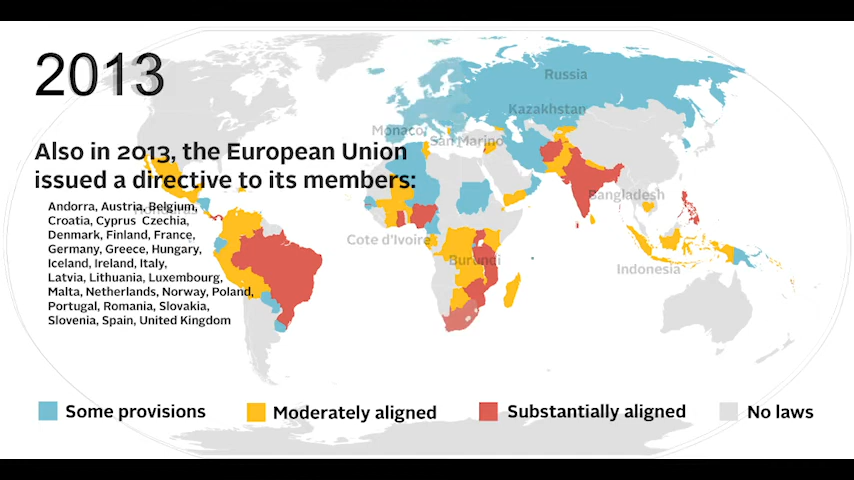 2013
Also in 2013, the European Union
issued a directive to its members:
Andorra, Austria, Belgium,
Croatia, Cyprus Czechia,
Denmark, Finland, France,
Germany, Greece, Hungary,
Iceland, Ireland, Italy,
Latvia, Lithuania, Luxembourg,
Malta, Netherlands, Norway, Poland,
Portugal, Romania, Slovakia,
Slovenia, Spain, United Kingdom
Russia
Kazakhstan
Monaco
San Marino
Bangladesh
Cote d'Ivoire
Burundi
Indonesia
Some provisions
Moderately aligned
Substantially aligned
No laws